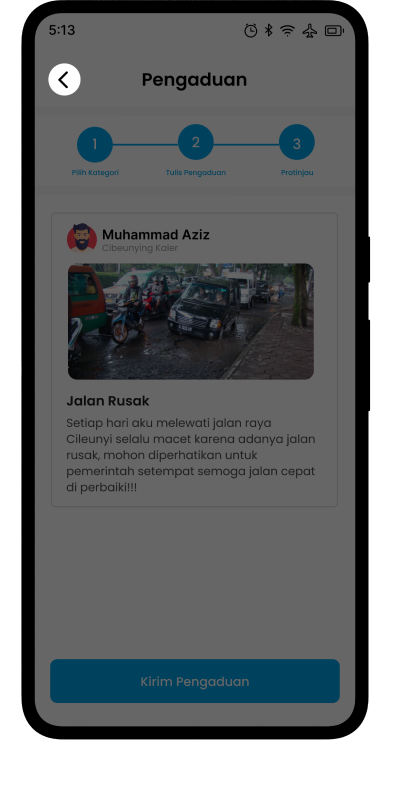 5:13
Pengaduan
1
2
3
Pilih Kategori
Tulis Pengaduan
Pratinjau
Muhammad Aziz
Cibeunying Kaler
Jalan Rusak
Setiap hari aku melewati jalan raya
Cileunyi selalu macet karena adanya jalan
rusak, mohon diperhatikan untuk
pemerintah setempat semoga jalan cepat
di perbaiki!!!
Kirim Pengaduan